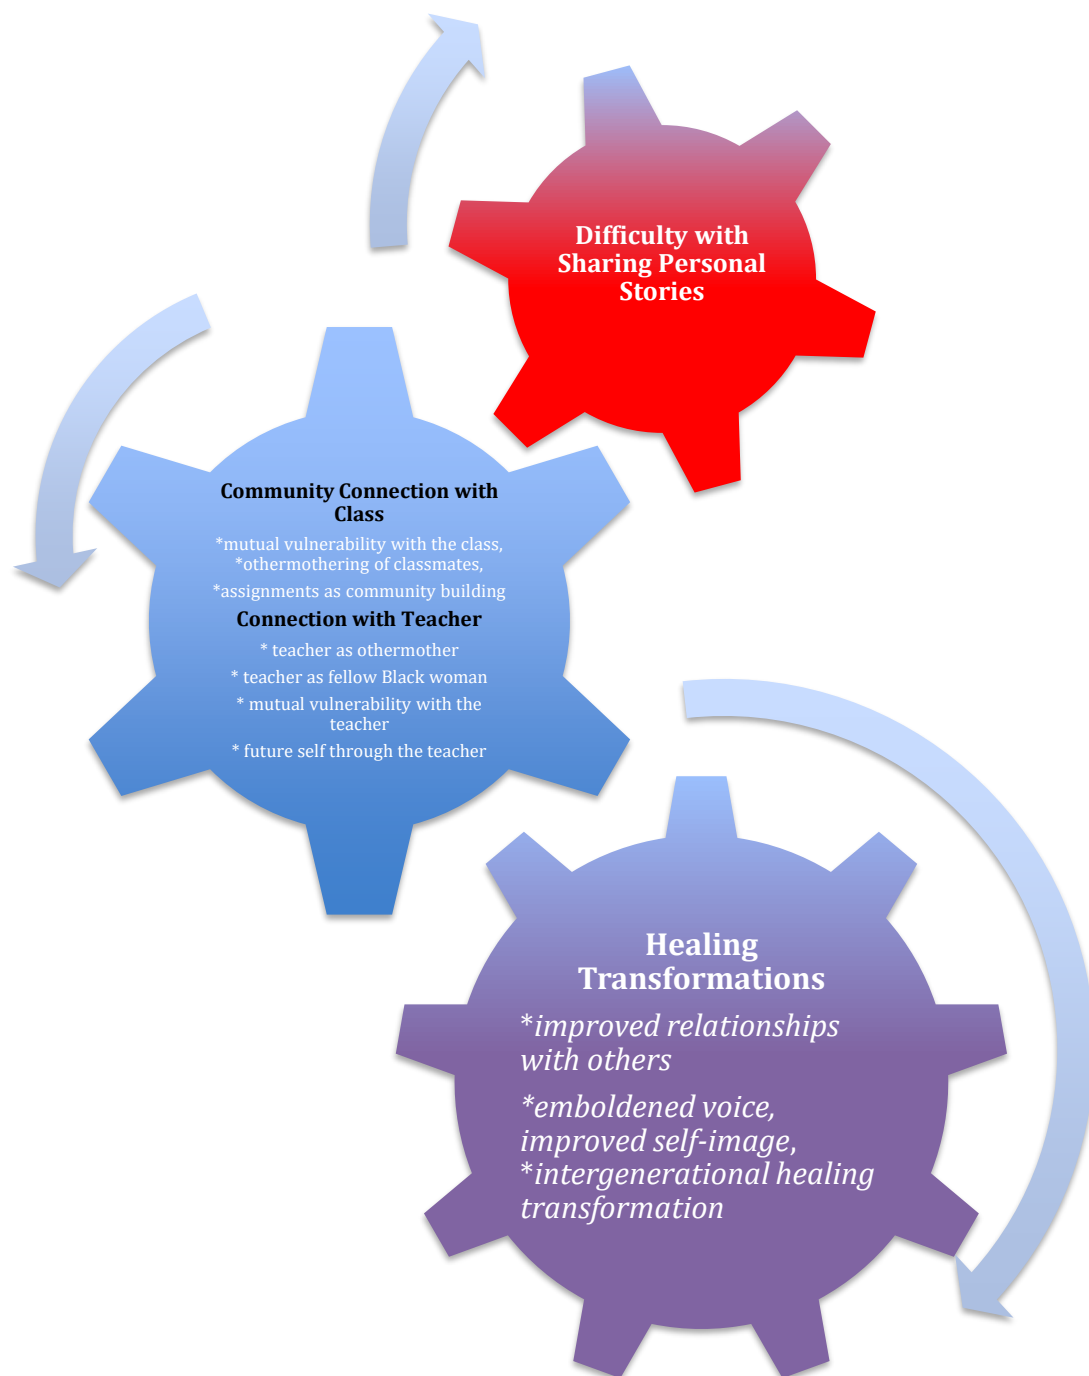 Difficulty with
Sharing Personal
Stories
Community Connection with
Class
*mutual vulnerability with the class,
*othermothering of classmates,
*assignments as community building
Connection with Teacher
* teacher as othermother
* teacher as fellow Black woman
* mutual vulnerability with the
teacher
* future self through the teacher
Healing
Transformations
*improved relationships
with others
*emboldened voice,
improved self-image,
*intergenerational healing
transformation